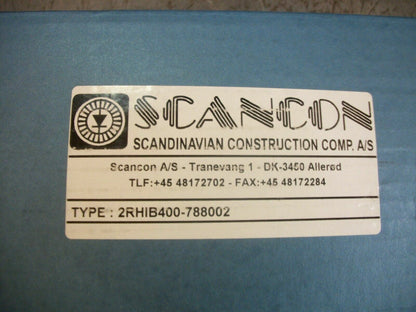 SCANCON
SCANDINAVIAN CONSTRUCTION COMP. A/S
Scancon A/S - Tranevang 1 - DK-3450 Allerød
TLF:+45 48172702 - FAX:+45 48172284
TYPE : 2RHIB400-788002